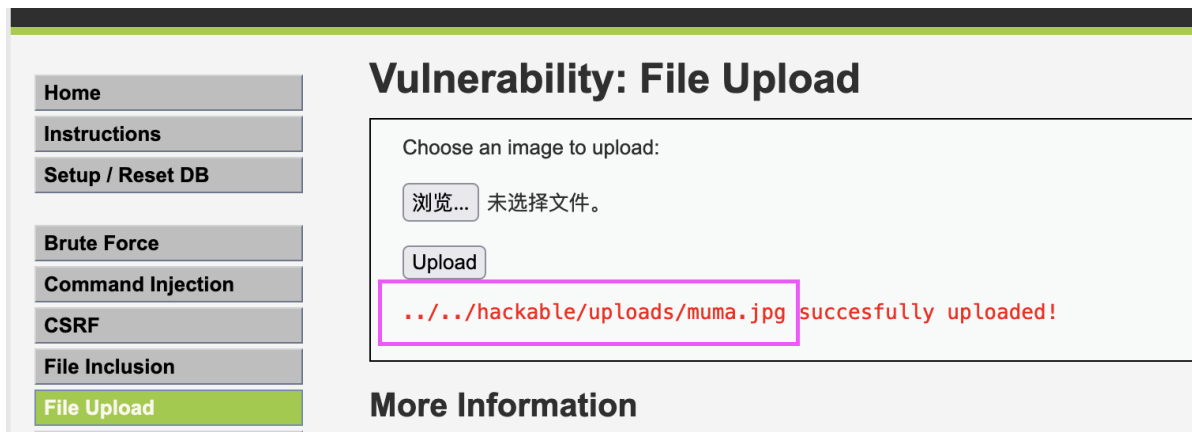 Home
Instructions
Setup / Reset DB
Brute Force
Command Injection
CSRF
File Inclusion
File Upload
Vulnerability: File Upload
Choose an image to upload:
浏览... 未选择文件。
Upload
../../hackable/uploads/muma.jpg succesfully uploaded!
More Information